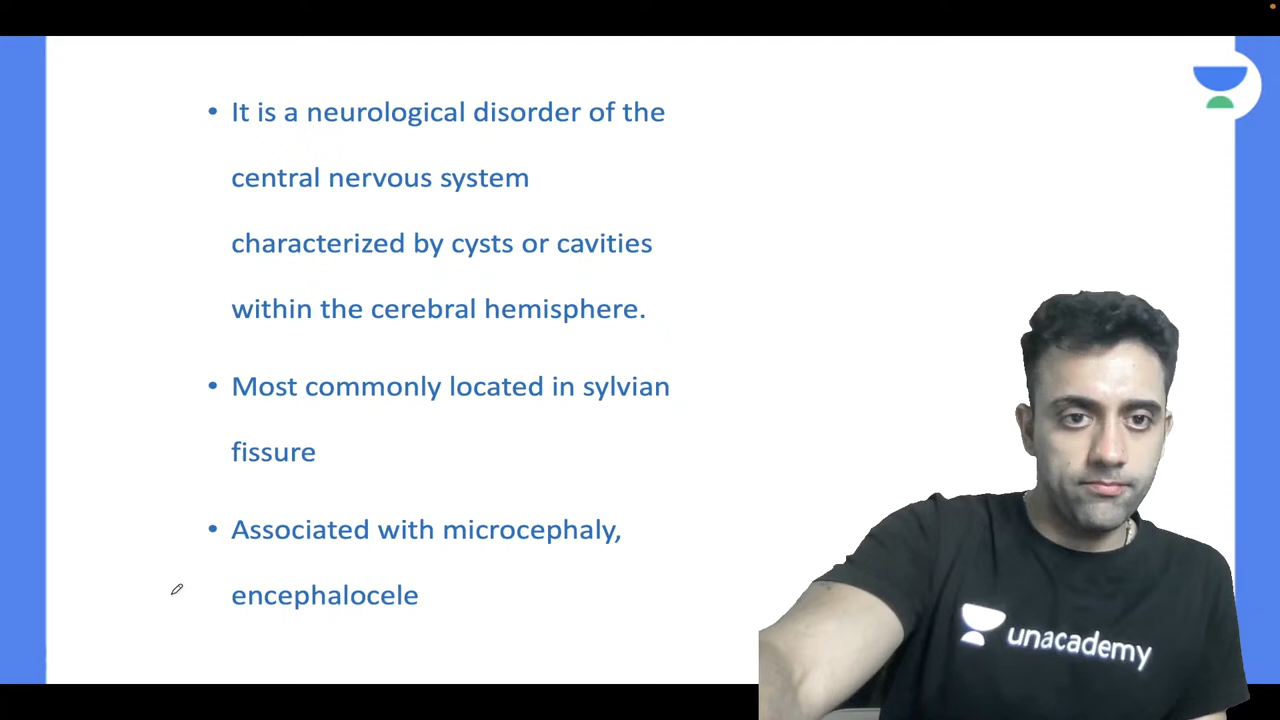 • It is a neurological disorder of the
central nervous system
characterized by cysts or cavities
within the cerebral hemisphere.
• Most commonly located in sylvian
fissure
• Associated with microcephaly,
encephalocele
unacademy